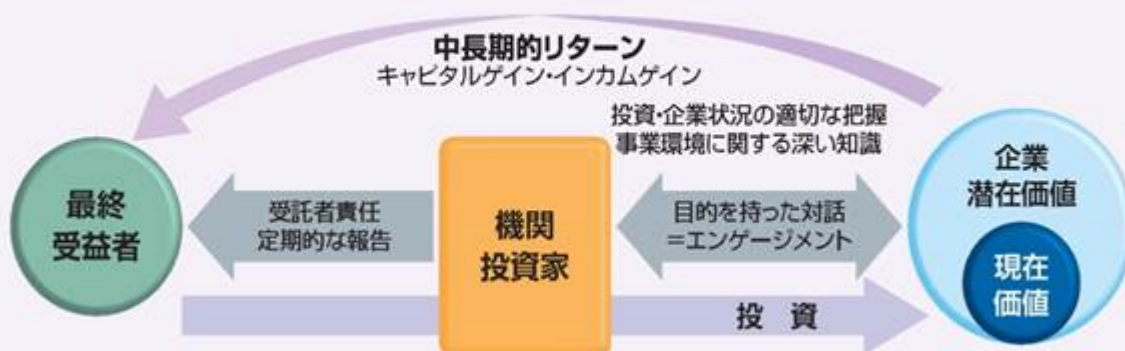 中長期的リターン
キャピタルゲイン・インカムゲイン
投資・企業状況の適切な把握
事業環境に関する深い知識
最終
受益者
受託者責任
定期的な報告
機関
投資家
目的を持った対話
=エンゲージメント
企業
潜在価値
現在
価値
投 資